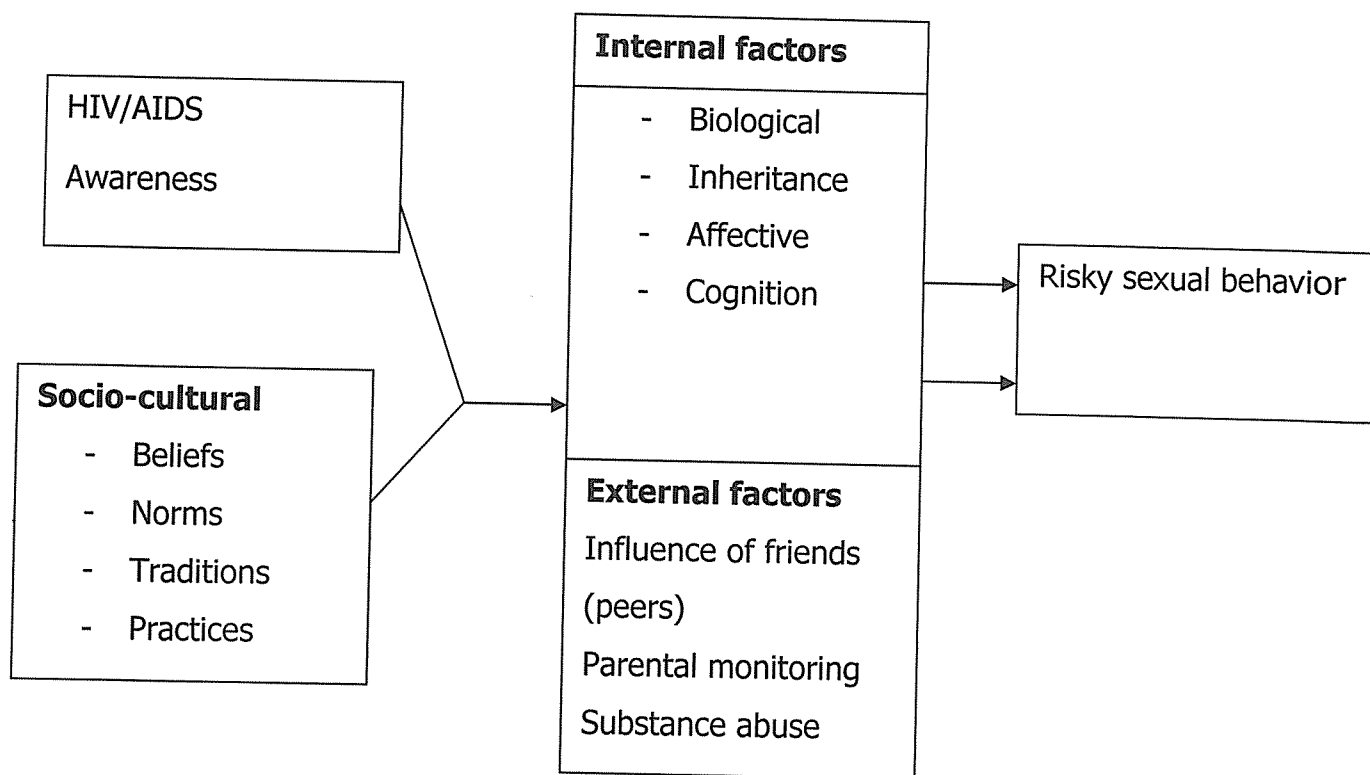 HIV/AIDS
Awareness
Socio-cultural
- Beliefs
- Norms
- Traditions
- Practices
Internal factors
- Biological
- Inheritance
- Affective
- Cognition
External factors
Influence of friends
(peers)
Parental monitoring
Substance abuse
Risky sexual behavior